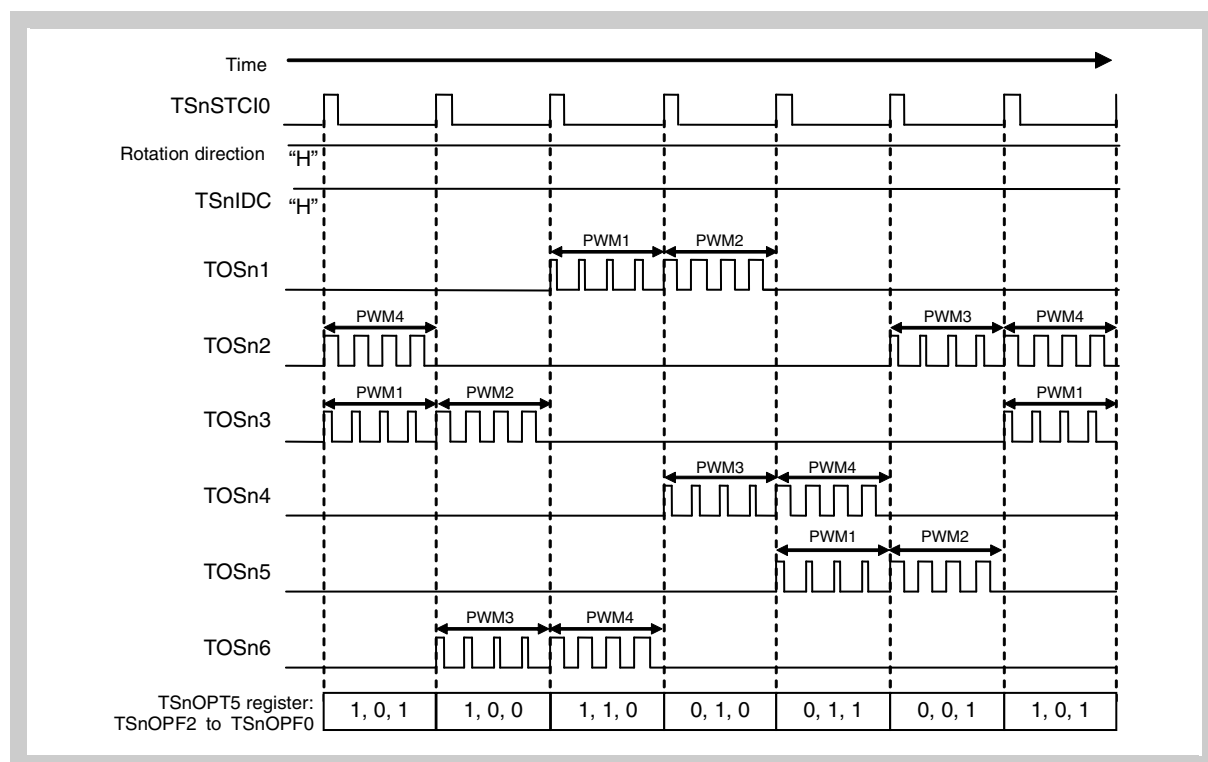 Time
TSnSTCI0
Rotation direction “H”
TSnIDC “H”
PWM1 PWM2
TOSn1
PWM4 PWM3 PWM4
TOSn2
PWM1 PWM2 PWM1
TOSn3
PWM3 PWM4
TOSn4
PWM1 PWM2
TOSn5
PWM3 PWM4
TOSn6
TSnOPT5 register:
TSnOPF2 to TSnOPF0
1, 0, 1 1, 0, 0 1, 1, 0 0, 1, 0 0, 1, 1 0, 0, 1 1, 0, 1